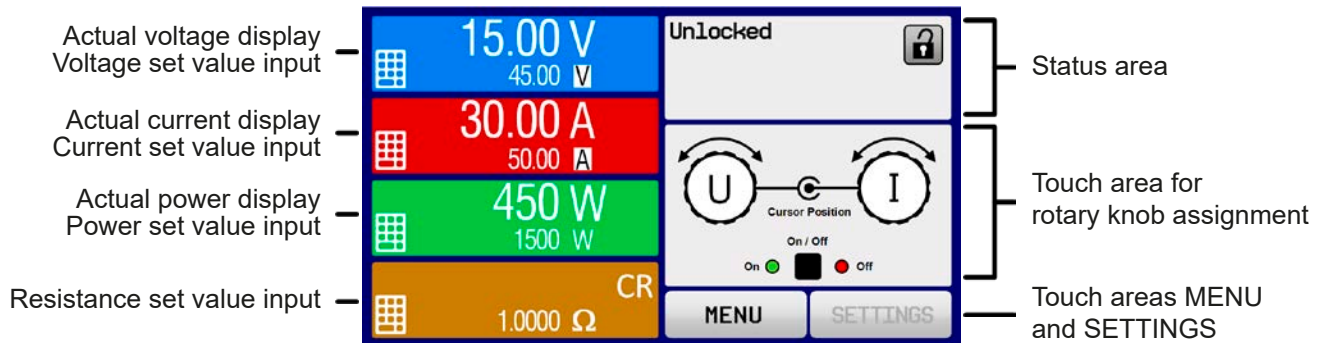 Actual voltage display
Voltage set value input
Actual current display
Current set value input
Actual power display
Power set value input
Resistance set value input
15.00 V
45.00 V
30.00 A
50.00 A
450 W
1500 W
CR
1.0000 Ω
Unlocked
U
I
Cursor Position
On / Off
On
Off
MENU
SETTINGS
Status area
Touch area for
rotary knob assignment
Touch areas MENU
and SETTINGS